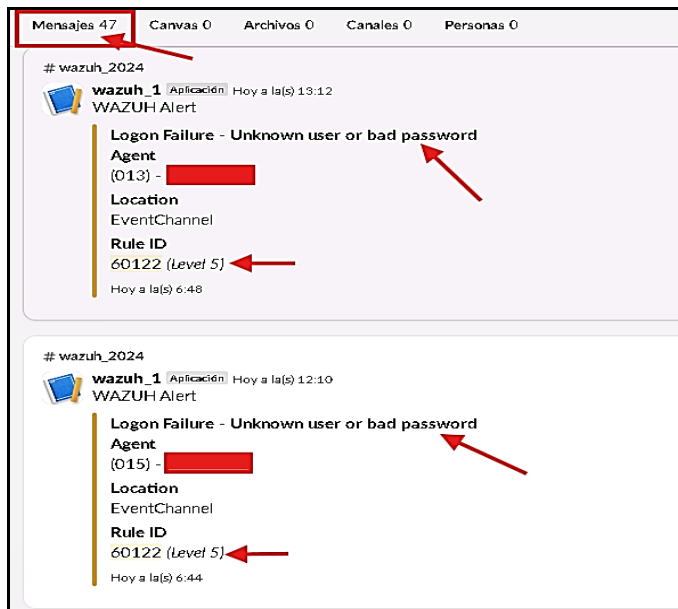 Mensajes 47 Canvas 0 Archivos 0 Canales 0 Personas 0
# wazuh_2024
wazuh_1 Aplicación Hoy a la(s) 13:12
WAZUH Alert
Logon Failure - Unknown user or bad password
Agent
(013) -
Location
EventChannel
Rule ID
60122 (Level 5)
Hoy a la(s) 6:48
# wazuh_2024
wazuh_1 Aplicación Hoy a la(s) 12:10
WAZUH Alert
Logon Failure - Unknown user or bad password
Agent
(015) -
Location
EventChannel
Rule ID
60122 (Level 5)
Hoy a la(s) 6:44